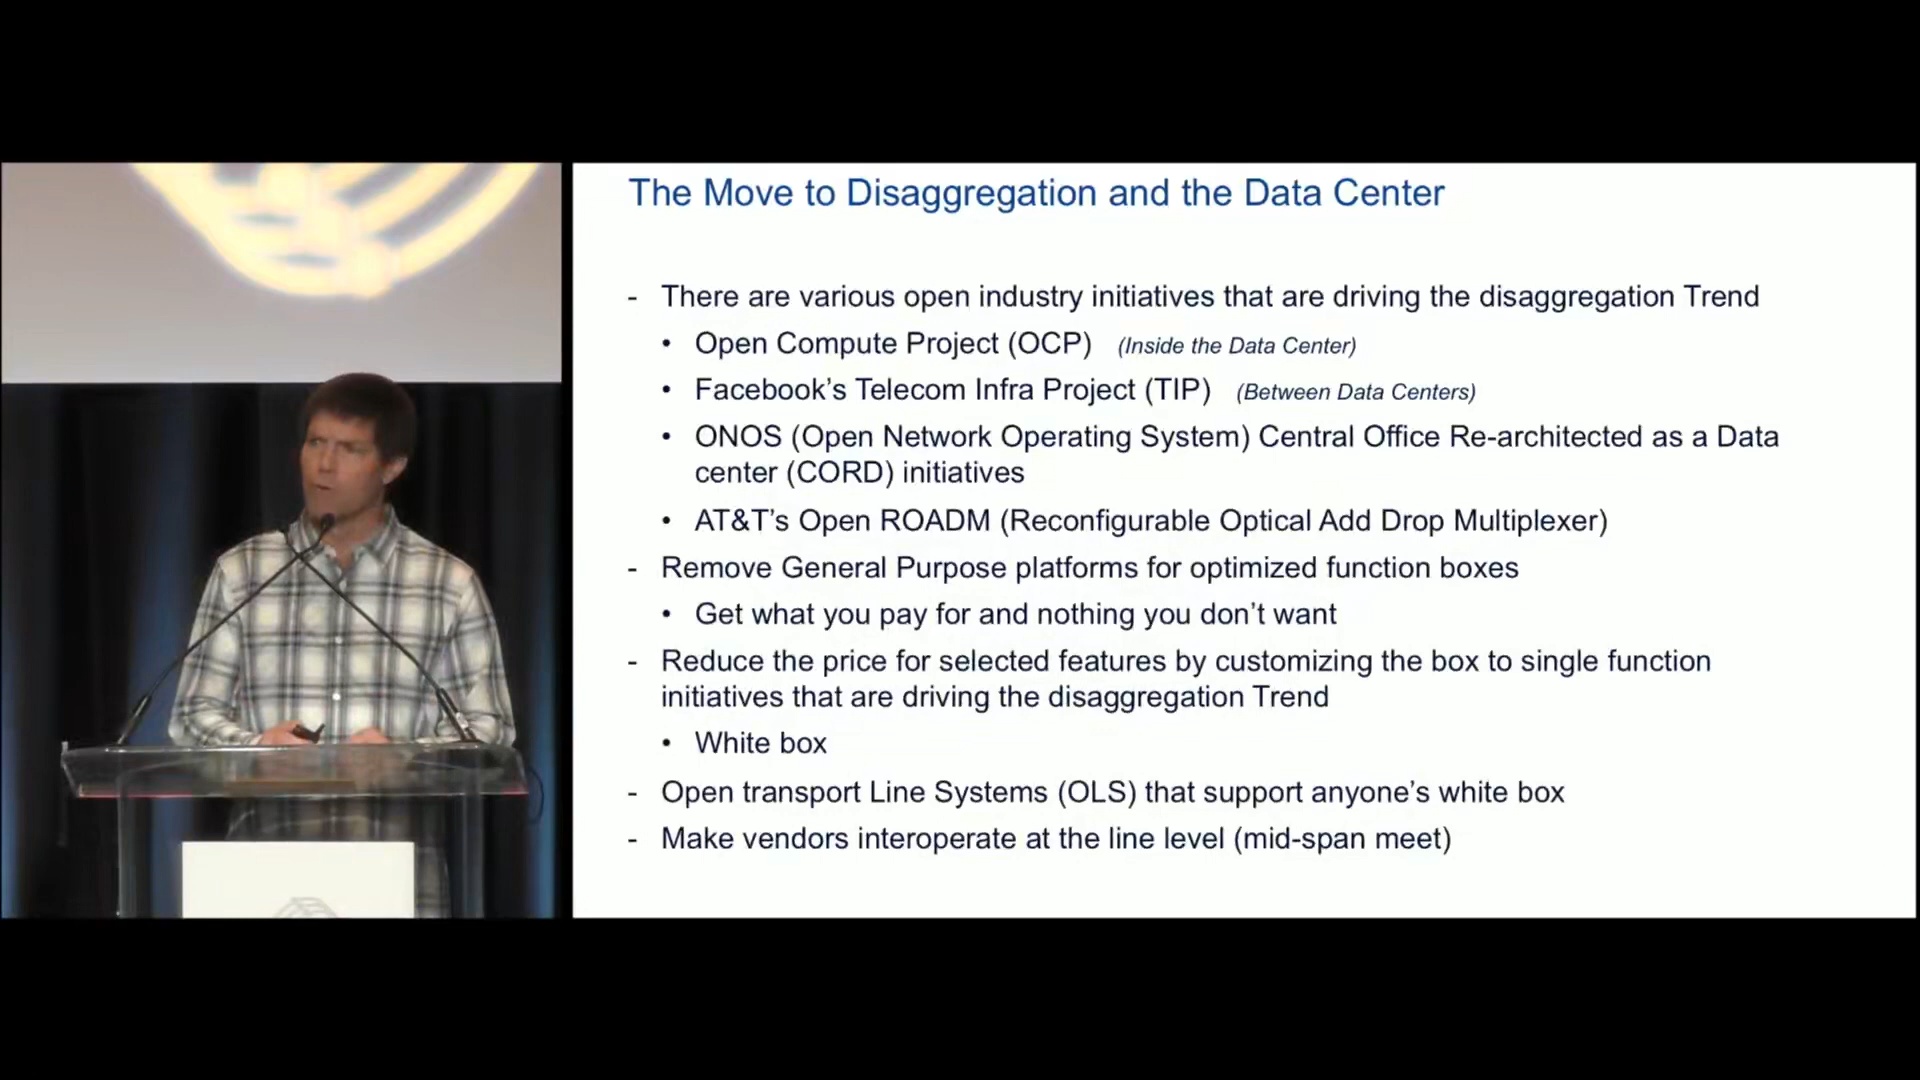 The Move to Disaggregation and the Data Center
- There are various open industry initiatives that are driving the disaggregation Trend
• Open Compute Project (OCP) (Inside the Data Center)
• Facebook's Telecom Infra Project (TIP) (Between Data Centers)
• ONOS (Open Network Operating System) Central Office Re-architected as a Data
center (CORD) initiatives
• AT&T's Open ROADM (Reconfigurable Optical Add Drop Multiplexer)
- Remove General Purpose platforms for optimized function boxes
• Get what you pay for and nothing you don't want
- Reduce the price for selected features by customizing the box to single function
initiatives that are driving the disaggregation Trend
• White box
- Open transport Line Systems (OLS) that support anyone's white box
- Make vendors interoperate at the line level (mid-span meet)